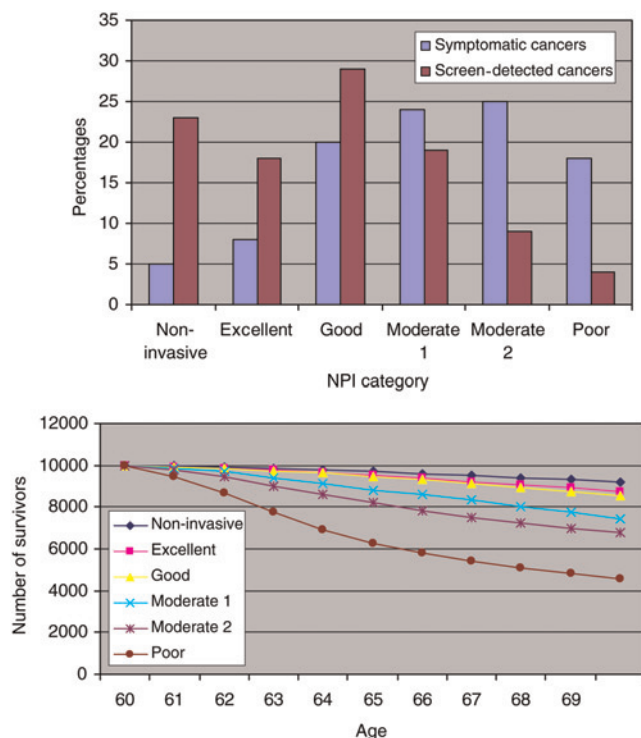 35
30
25
20
15
10
5
0
Percentages
Symptomatic cancers
Screen-detected cancers
Non-invasive
Excellent
Good
Moderate 1
Moderate 2
Poor
NPI category
12000
10000
8000
6000
4000
2000
0
Number of survivors
Non-invasive
Excellent
Good
Moderate 1
Moderate 2
Poor
60 61 62 63 64 65 66 67 68 69
Age